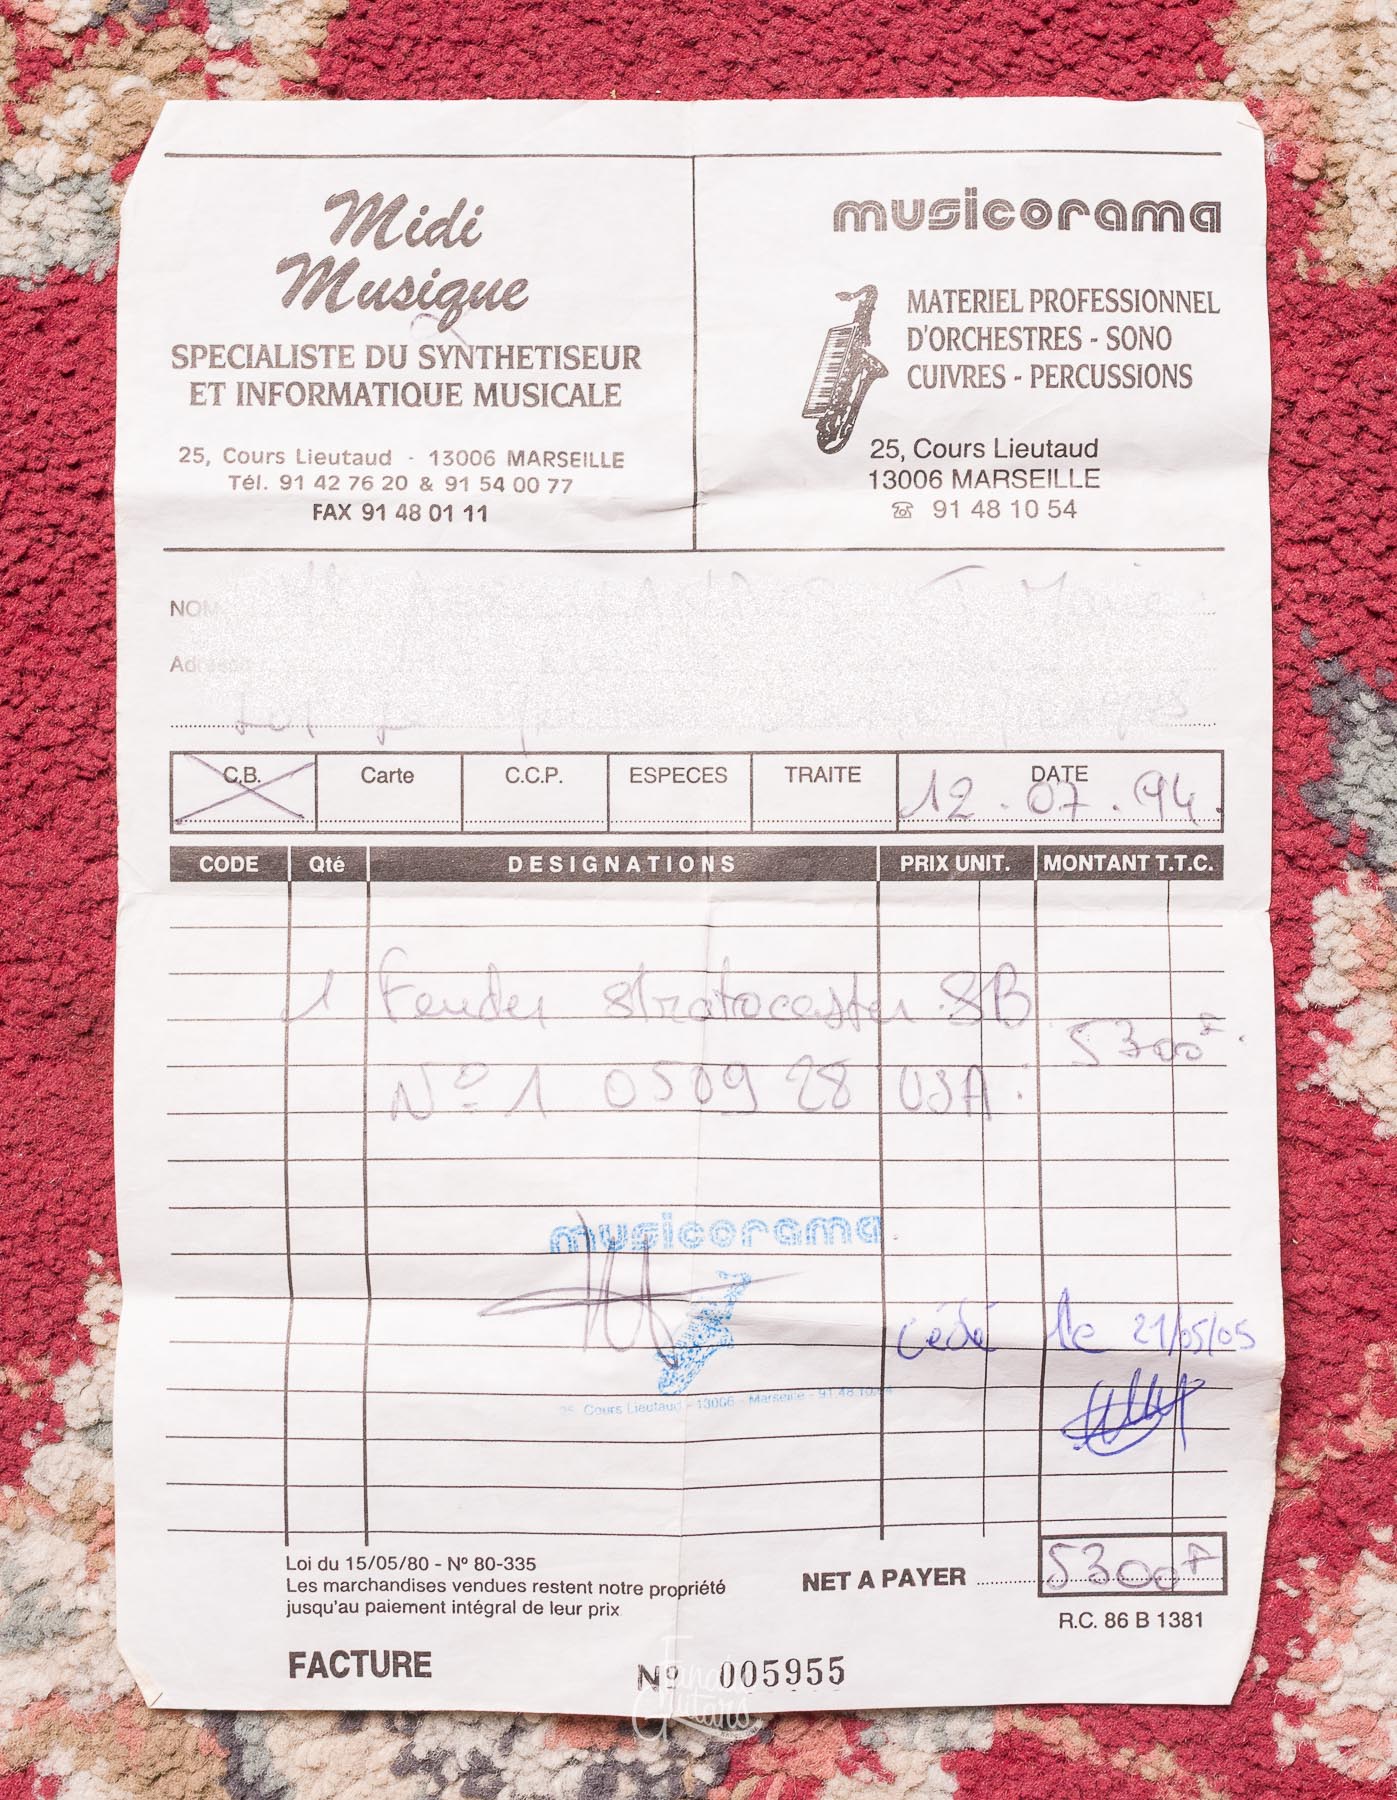 Midi
Musique
SPECIALISTE DU SYNTHETISEUR
ET INFORMATIQUE MUSICALE
25, Cours Lieutaud - 13006 MARSEILLE
Tél. 91 42 76 20 & 91 54 00 77
FAX 91 48 01 11
musicorama
MATERIEL PROFESSIONNEL
D'ORCHESTRES - SONO
CUIVRES - PERCUSSIONS
25, Cours Lieutaud
13006 MARSEILLE
☏ 91 48 10 54
NOM
Adresse
C.B. Carte C.C.P. ESPECES TRAITE DATE
12.07.94.
CODE Qté DESIGNATIONS PRIX UNIT. MONTANT T.T.C.
1 Fender Stratocaster SB
5300F.
N° 1 050928 USA.
musicorama
cédé le 21/05/05
25, Cours Lieutaud - 13006 - Marseille - 91 48 10 54
Loi du 15/05/80 - Nº 80-335
Les marchandises vendues restent notre propriété
jusqu'au paiement intégral de leur prix
NET A PAYER 5300F
R.C. 86 B 1381
FACTURE Nº 005955
Fanatic Guitars